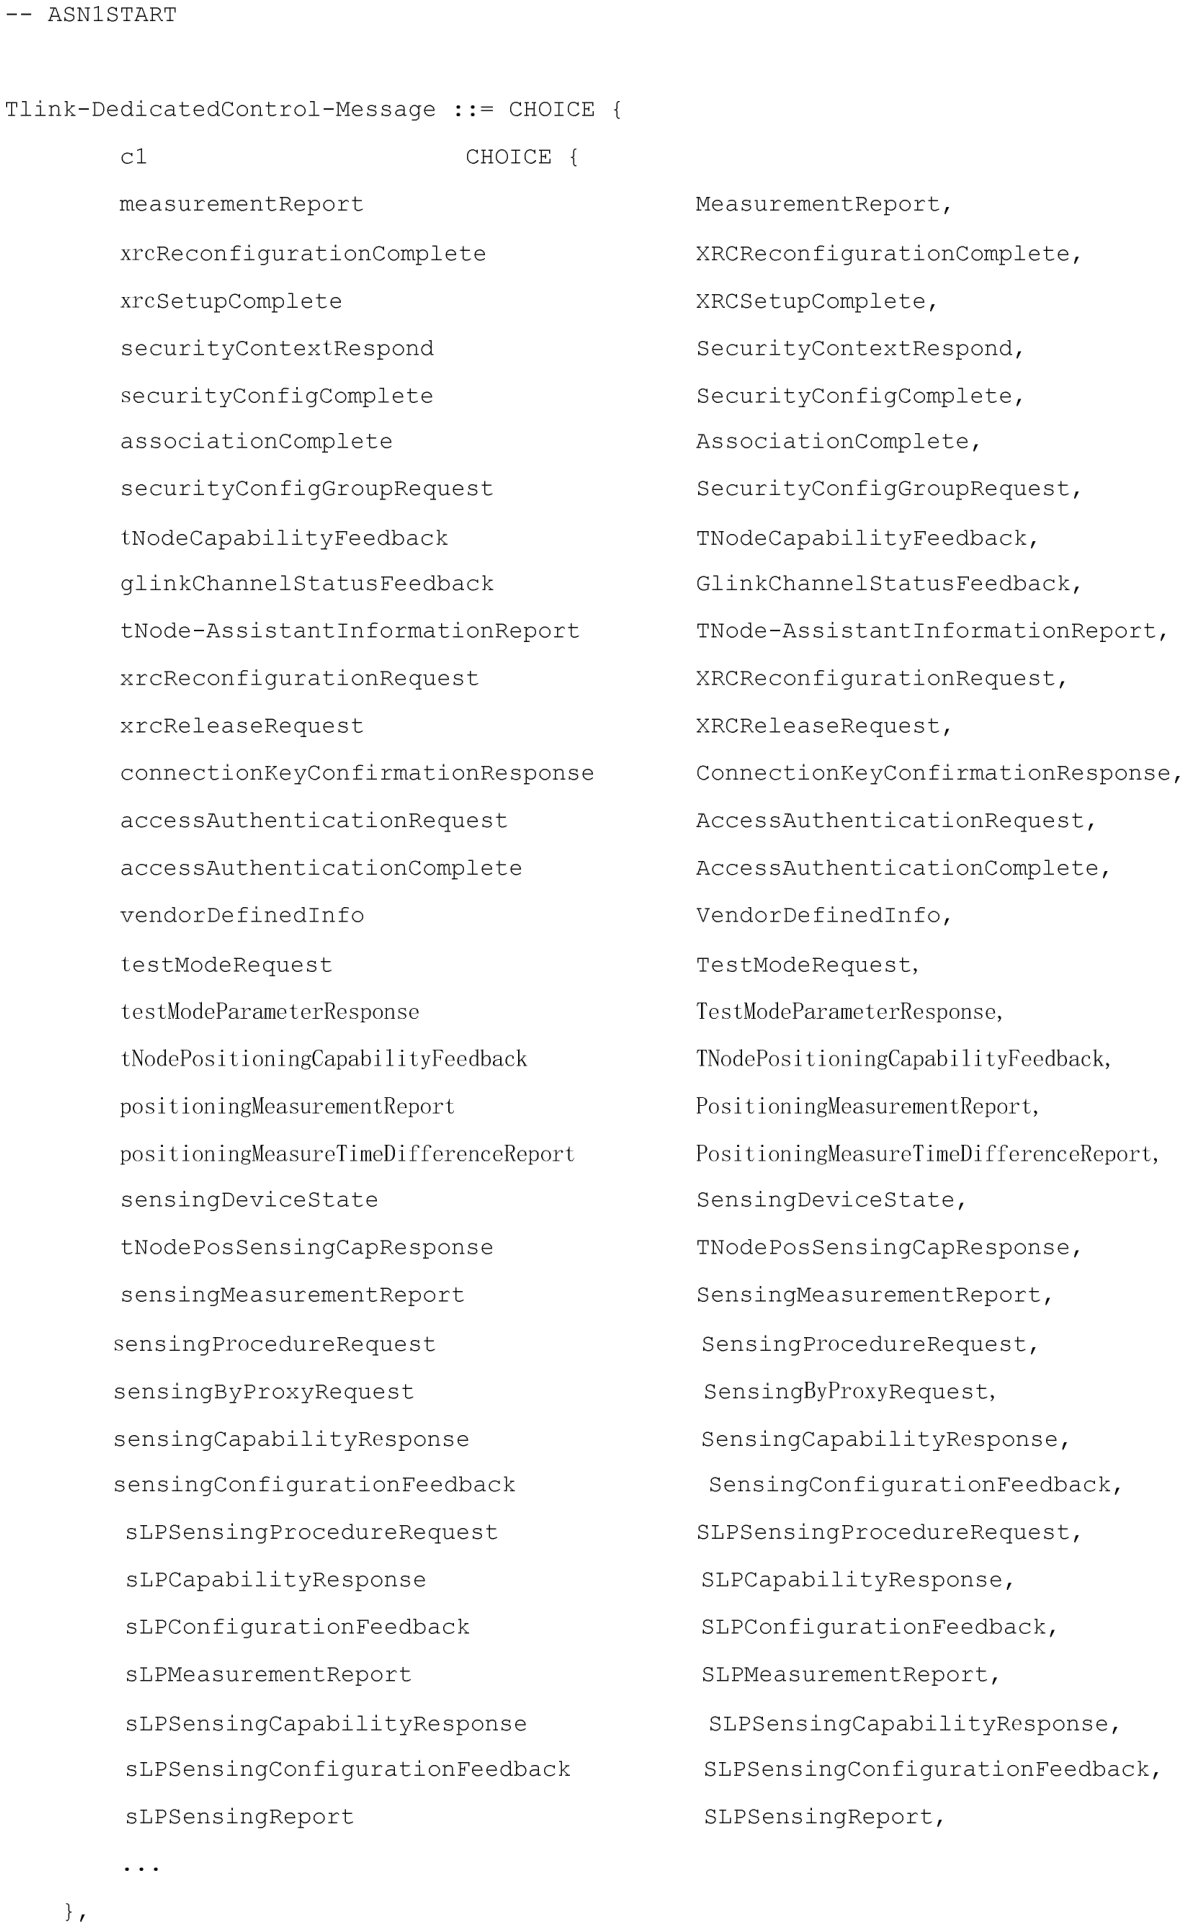 -- ASN1START
Tlink-DedicatedControl-Message ::= CHOICE {
c1 CHOICE {
measurementReport MeasurementReport,
xrcReconfigurationComplete XRCReconfigurationComplete,
xrcSetupComplete XRCSetupComplete,
securityContextRespond SecurityContextRespond,
securityConfigComplete SecurityConfigComplete,
associationComplete AssociationComplete,
securityConfigGroupRequest SecurityConfigGroupRequest,
tNodeCapabilityFeedback TNodeCapabilityFeedback,
glinkChannelStatusFeedback GlinkChannelStatusFeedback,
tNode-AssistantInformationReport TNode-AssistantInformationReport,
xrcReconfigurationRequest XRCReconfigurationRequest,
xrcReleaseRequest XRCReleaseRequest,
connectionKeyConfirmationResponse ConnectionKeyConfirmationResponse,
accessAuthenticationRequest AccessAuthenticationRequest,
accessAuthenticationComplete AccessAuthenticationComplete,
vendorDefinedInfo VendorDefinedInfo,
testModeRequest TestModeRequest,
testModeParameterResponse TestModeParameterResponse,
tNodePositioningCapabilityFeedback TNodePositioningCapabilityFeedback,
positioningMeasurementReport PositioningMeasurementReport,
positioningMeasureTimeDifferenceReport PositioningMeasureTimeDifferenceReport,
sensingDeviceState SensingDeviceState,
tNodePosSensingCapResponse TNodePosSensingCapResponse,
sensingMeasurementReport SensingMeasurementReport,
sensingProcedureRequest SensingProcedureRequest,
sensingByProxyRequest SensingByProxyRequest,
sensingCapabilityResponse SensingCapabilityResponse,
sensingConfigurationFeedback SensingConfigurationFeedback,
sLPSensingProcedureRequest SLPSensingProcedureRequest,
sLPCapabilityResponse SLPCapabilityResponse,
sLPConfigurationFeedback SLPConfigurationFeedback,
sLPMeasurementReport SLPMeasurementReport,
sLPSensingCapabilityResponse SLPSensingCapabilityResponse,
sLPSensingConfigurationFeedback SLPSensingConfigurationFeedback,
sLPSensingReport SLPSensingReport,
...
},